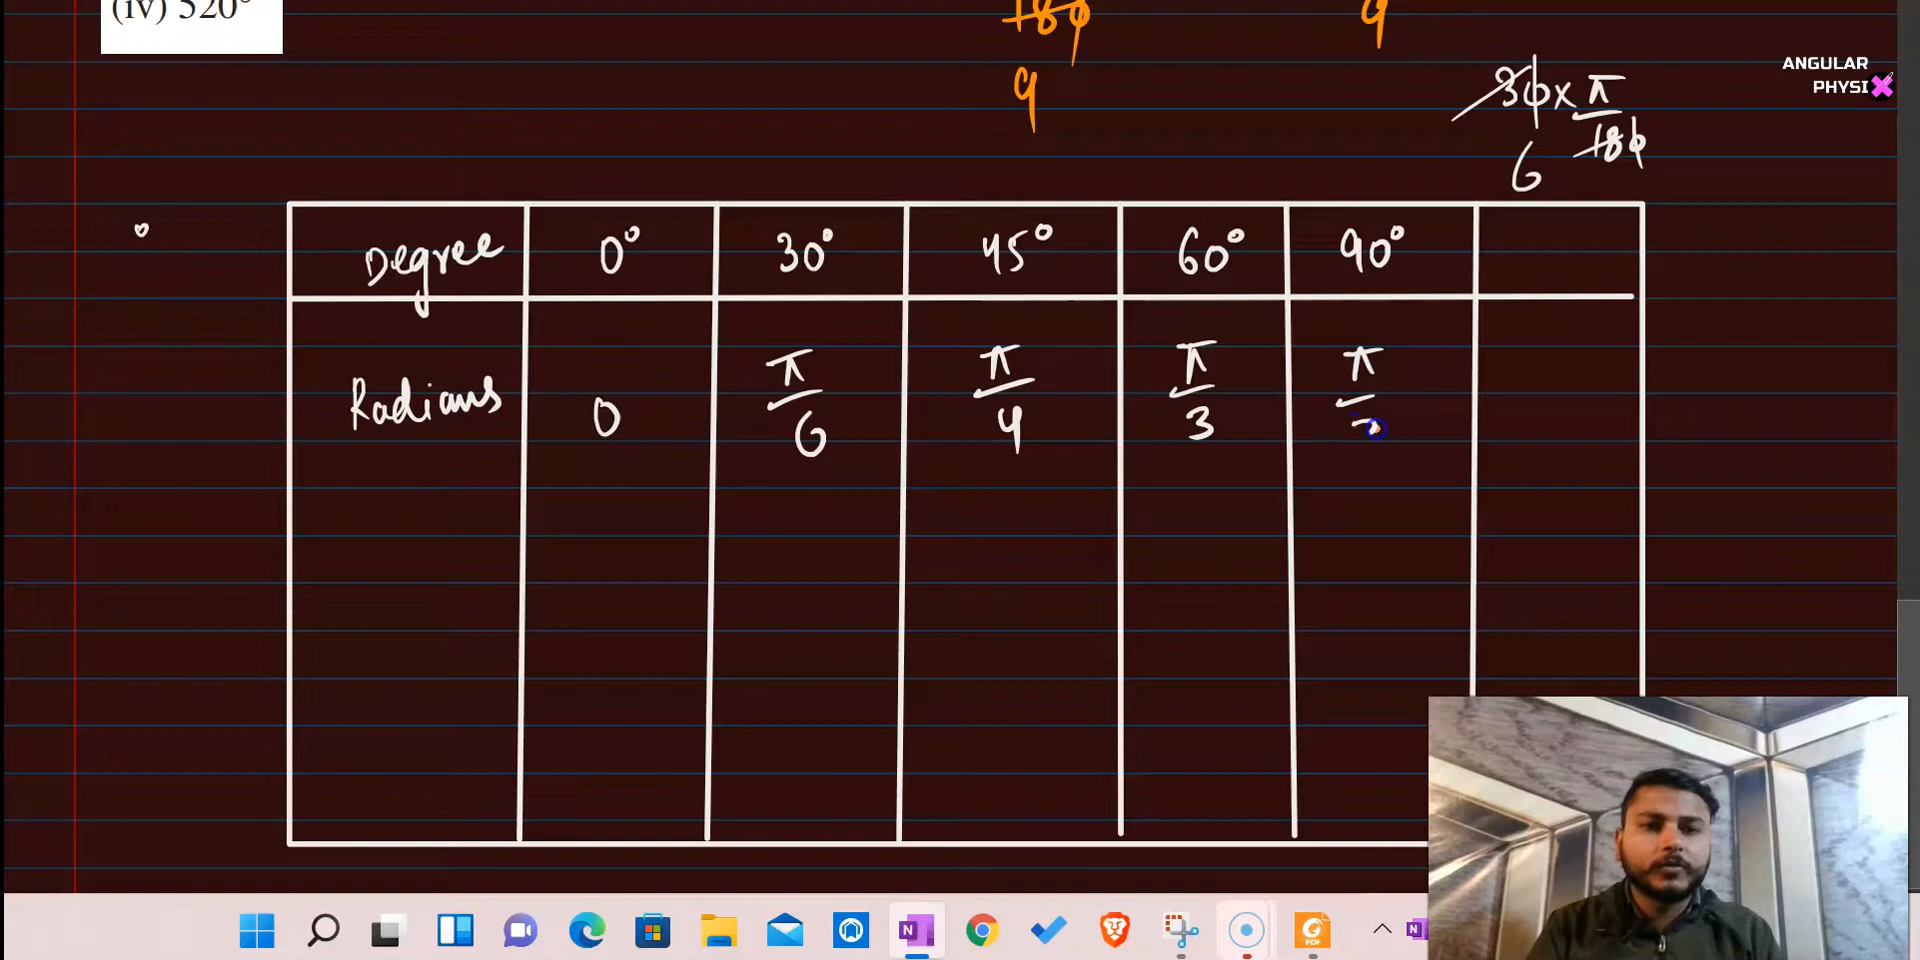 (iv) 520°
180
9
9
ANGULAR
PHYSI
30 × π
180
6
Degree 0° 30° 45° 60° 90°
Radians 0 π/6 π/4 π/3 π